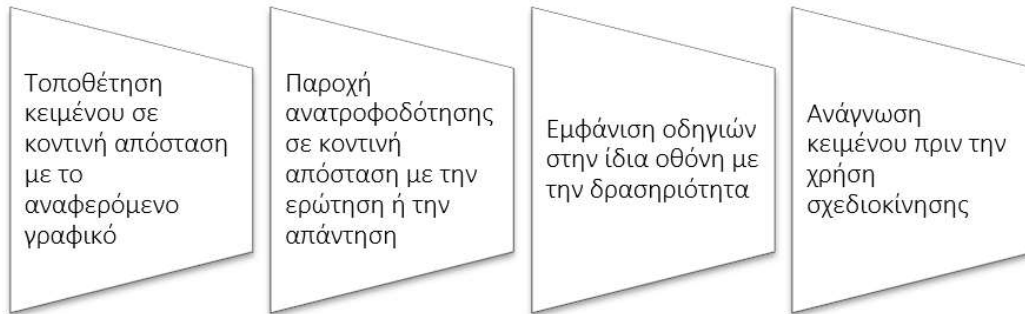 Τοποθέτηση
κειμένου σε
κοντινή απόσταση
με το
αναφερόμενο
γραφικό
Παροχή
ανατροφοδότησης
σε κοντινή
απόσταση με την
ερώτηση ή την
απάντηση
Εμφάνιση οδηγιών
στην ίδια οθόνη με
την δρασηριότητα
Ανάγνωση
κειμένου πριν την
χρήση
σχεδιοκίνησης